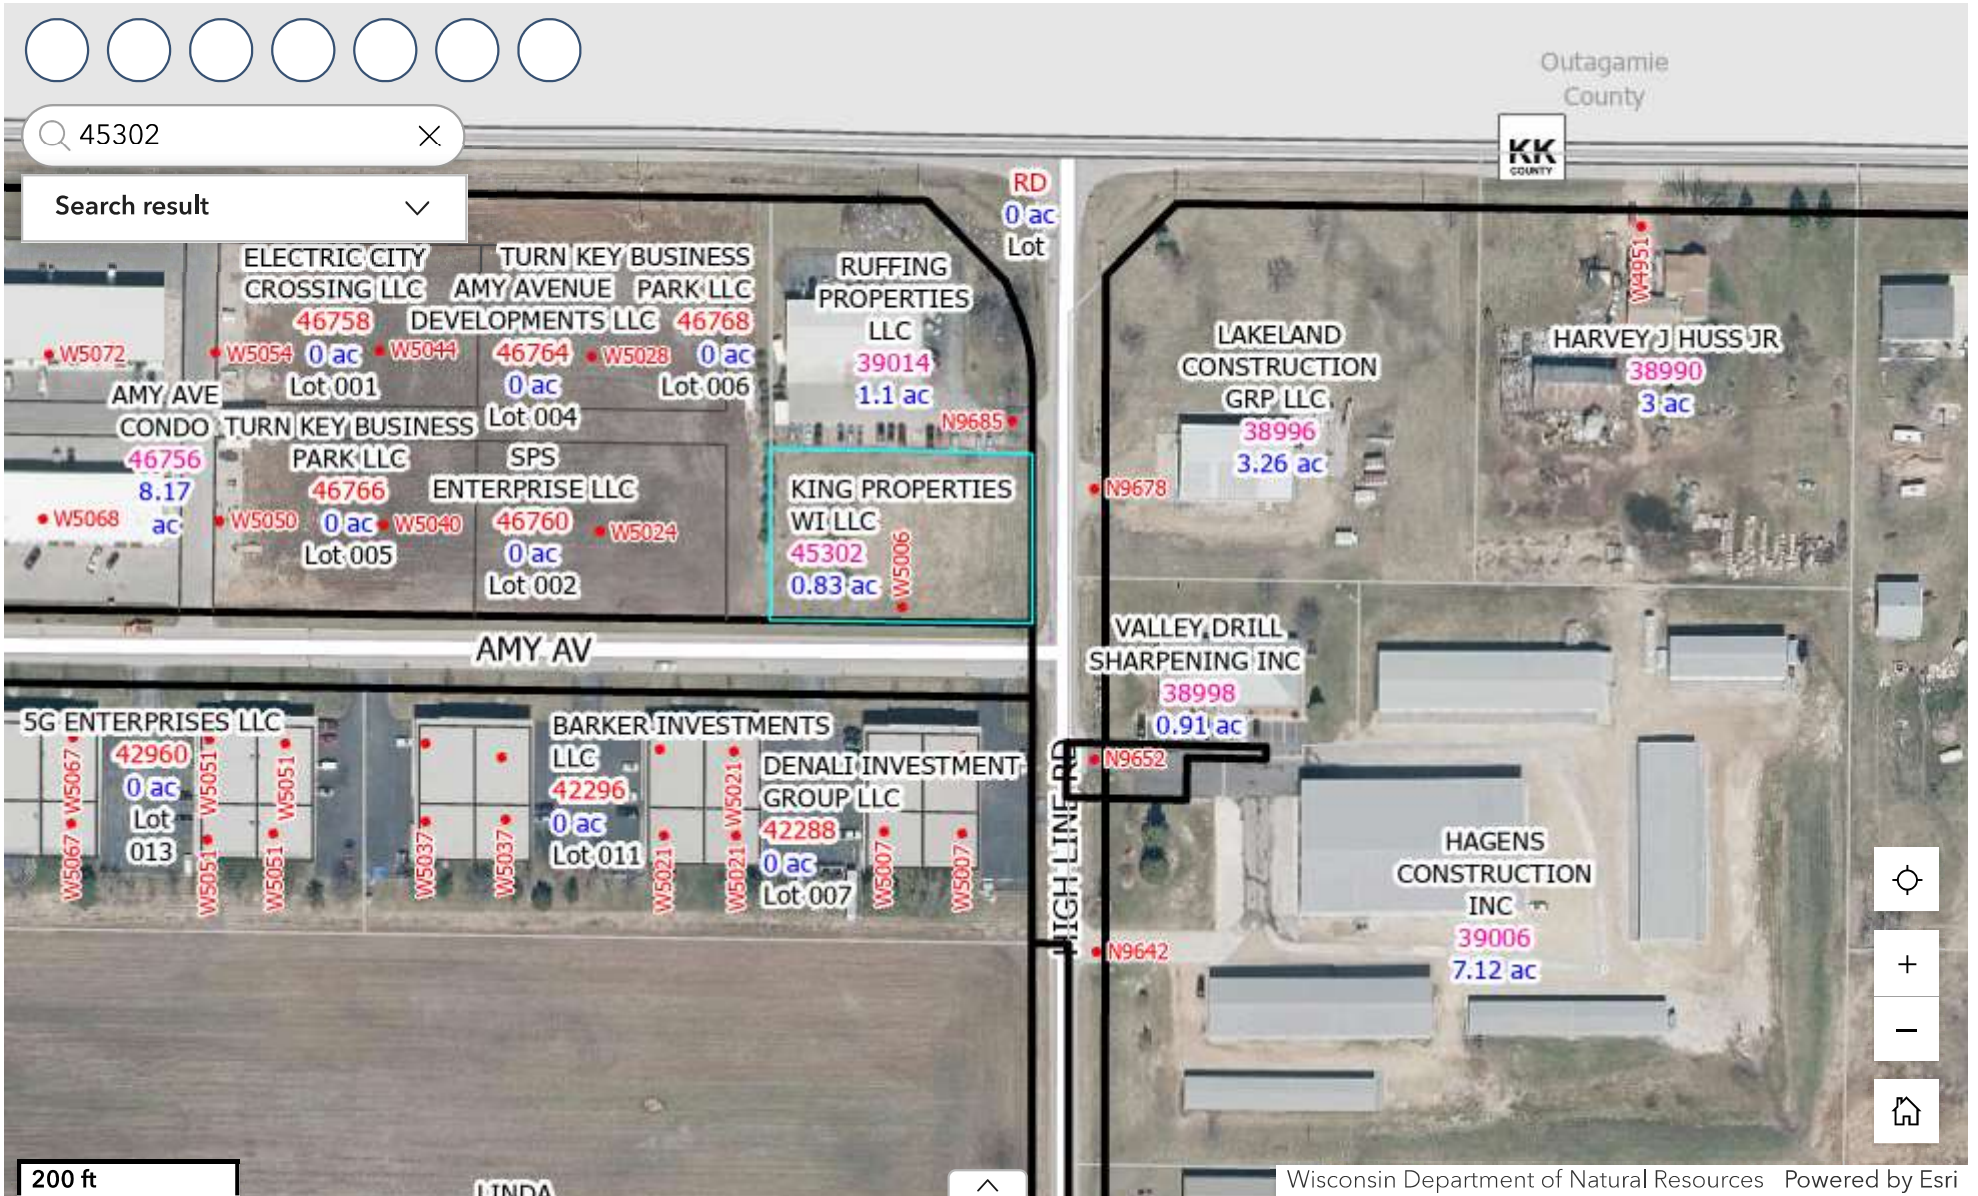 Outagamie
County
45302
KK
COUNTY
Search result
RD
0 ac
Lot
ELECTRIC CITY
CROSSING LLC
46758
0 ac
Lot 001
AMY AVENUE
DEVELOPMENTS LLC
46764
0 ac
Lot 004
TURN KEY BUSINESS
PARK LLC
46768
0 ac
Lot 006
RUFFING
PROPERTIES
LLC
39014
1.1 ac
LAKELAND
CONSTRUCTION
GRP LLC
38996
3.26 ac
W4951
HARVEY J HUSS JR
38990
3 ac
W5072
W5054
W5044
W5028
N9685
AMY AVE
CONDO
46756
8.17
ac
TURN KEY BUSINESS
PARK LLC
46766
0 ac
Lot 005
SPS
ENTERPRISE LLC
46760
0 ac
Lot 002
KING PROPERTIES
WI LLC
45302
0.83 ac
W5006
N9678
W5068
W5050
W5040
W5024
AMY AV
VALLEY DRILL
SHARPENING INC
38998
0.91 ac
N9652
HIGH LINE RD
5G ENTERPRISES LLC
42960
0 ac
Lot
013
BARKER INVESTMENTS
LLC
42296
0 ac
Lot 011
DENALI INVESTMENT
GROUP LLC
42288
0 ac
Lot 007
W5067
W5051
W5051
W5021
W5067
W5051
W5051
W5037
W5037
W5021
W5021
W5007
W5007
HAGENS
CONSTRUCTION
INC
39006
7.12 ac
N9642
LINDA
200 ft
Wisconsin Department of Natural Resources Powered by Esri